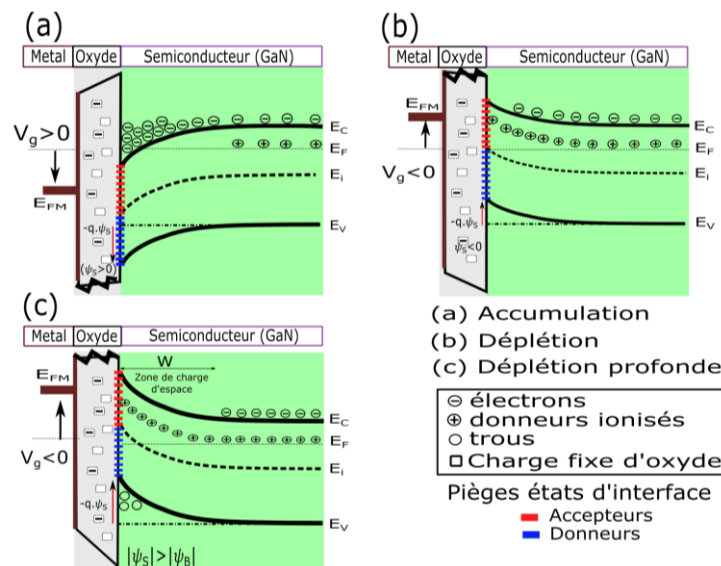 (a)
Metal Oxyde Semiconducteur (GaN)
V_g>0
E_FM
E_C
E_F
E_i
E_V
-q.ψ_S
(ψ_S>0)
(b)
Metal Oxyde Semiconducteur (GaN)
E_FM
V_g<0
E_C
E_F
E_i
E_V
-q.ψ_S
ψ_S<0
(c)
Metal Oxyde Semiconducteur (GaN)
W
Zone de charge
d'espace
E_FM
V_g<0
E_C
E_F
E_i
E_V
-q.ψ_S
|ψ_S|>|ψ_B|
(a) Accumulation
(b) Déplétion
(c) Déplétion profonde
⊖ électrons
⊕ donneurs ionisés
○ trous
□ Charge fixe d'oxyde
Pièges états d'interface
Accepteurs
Donneurs